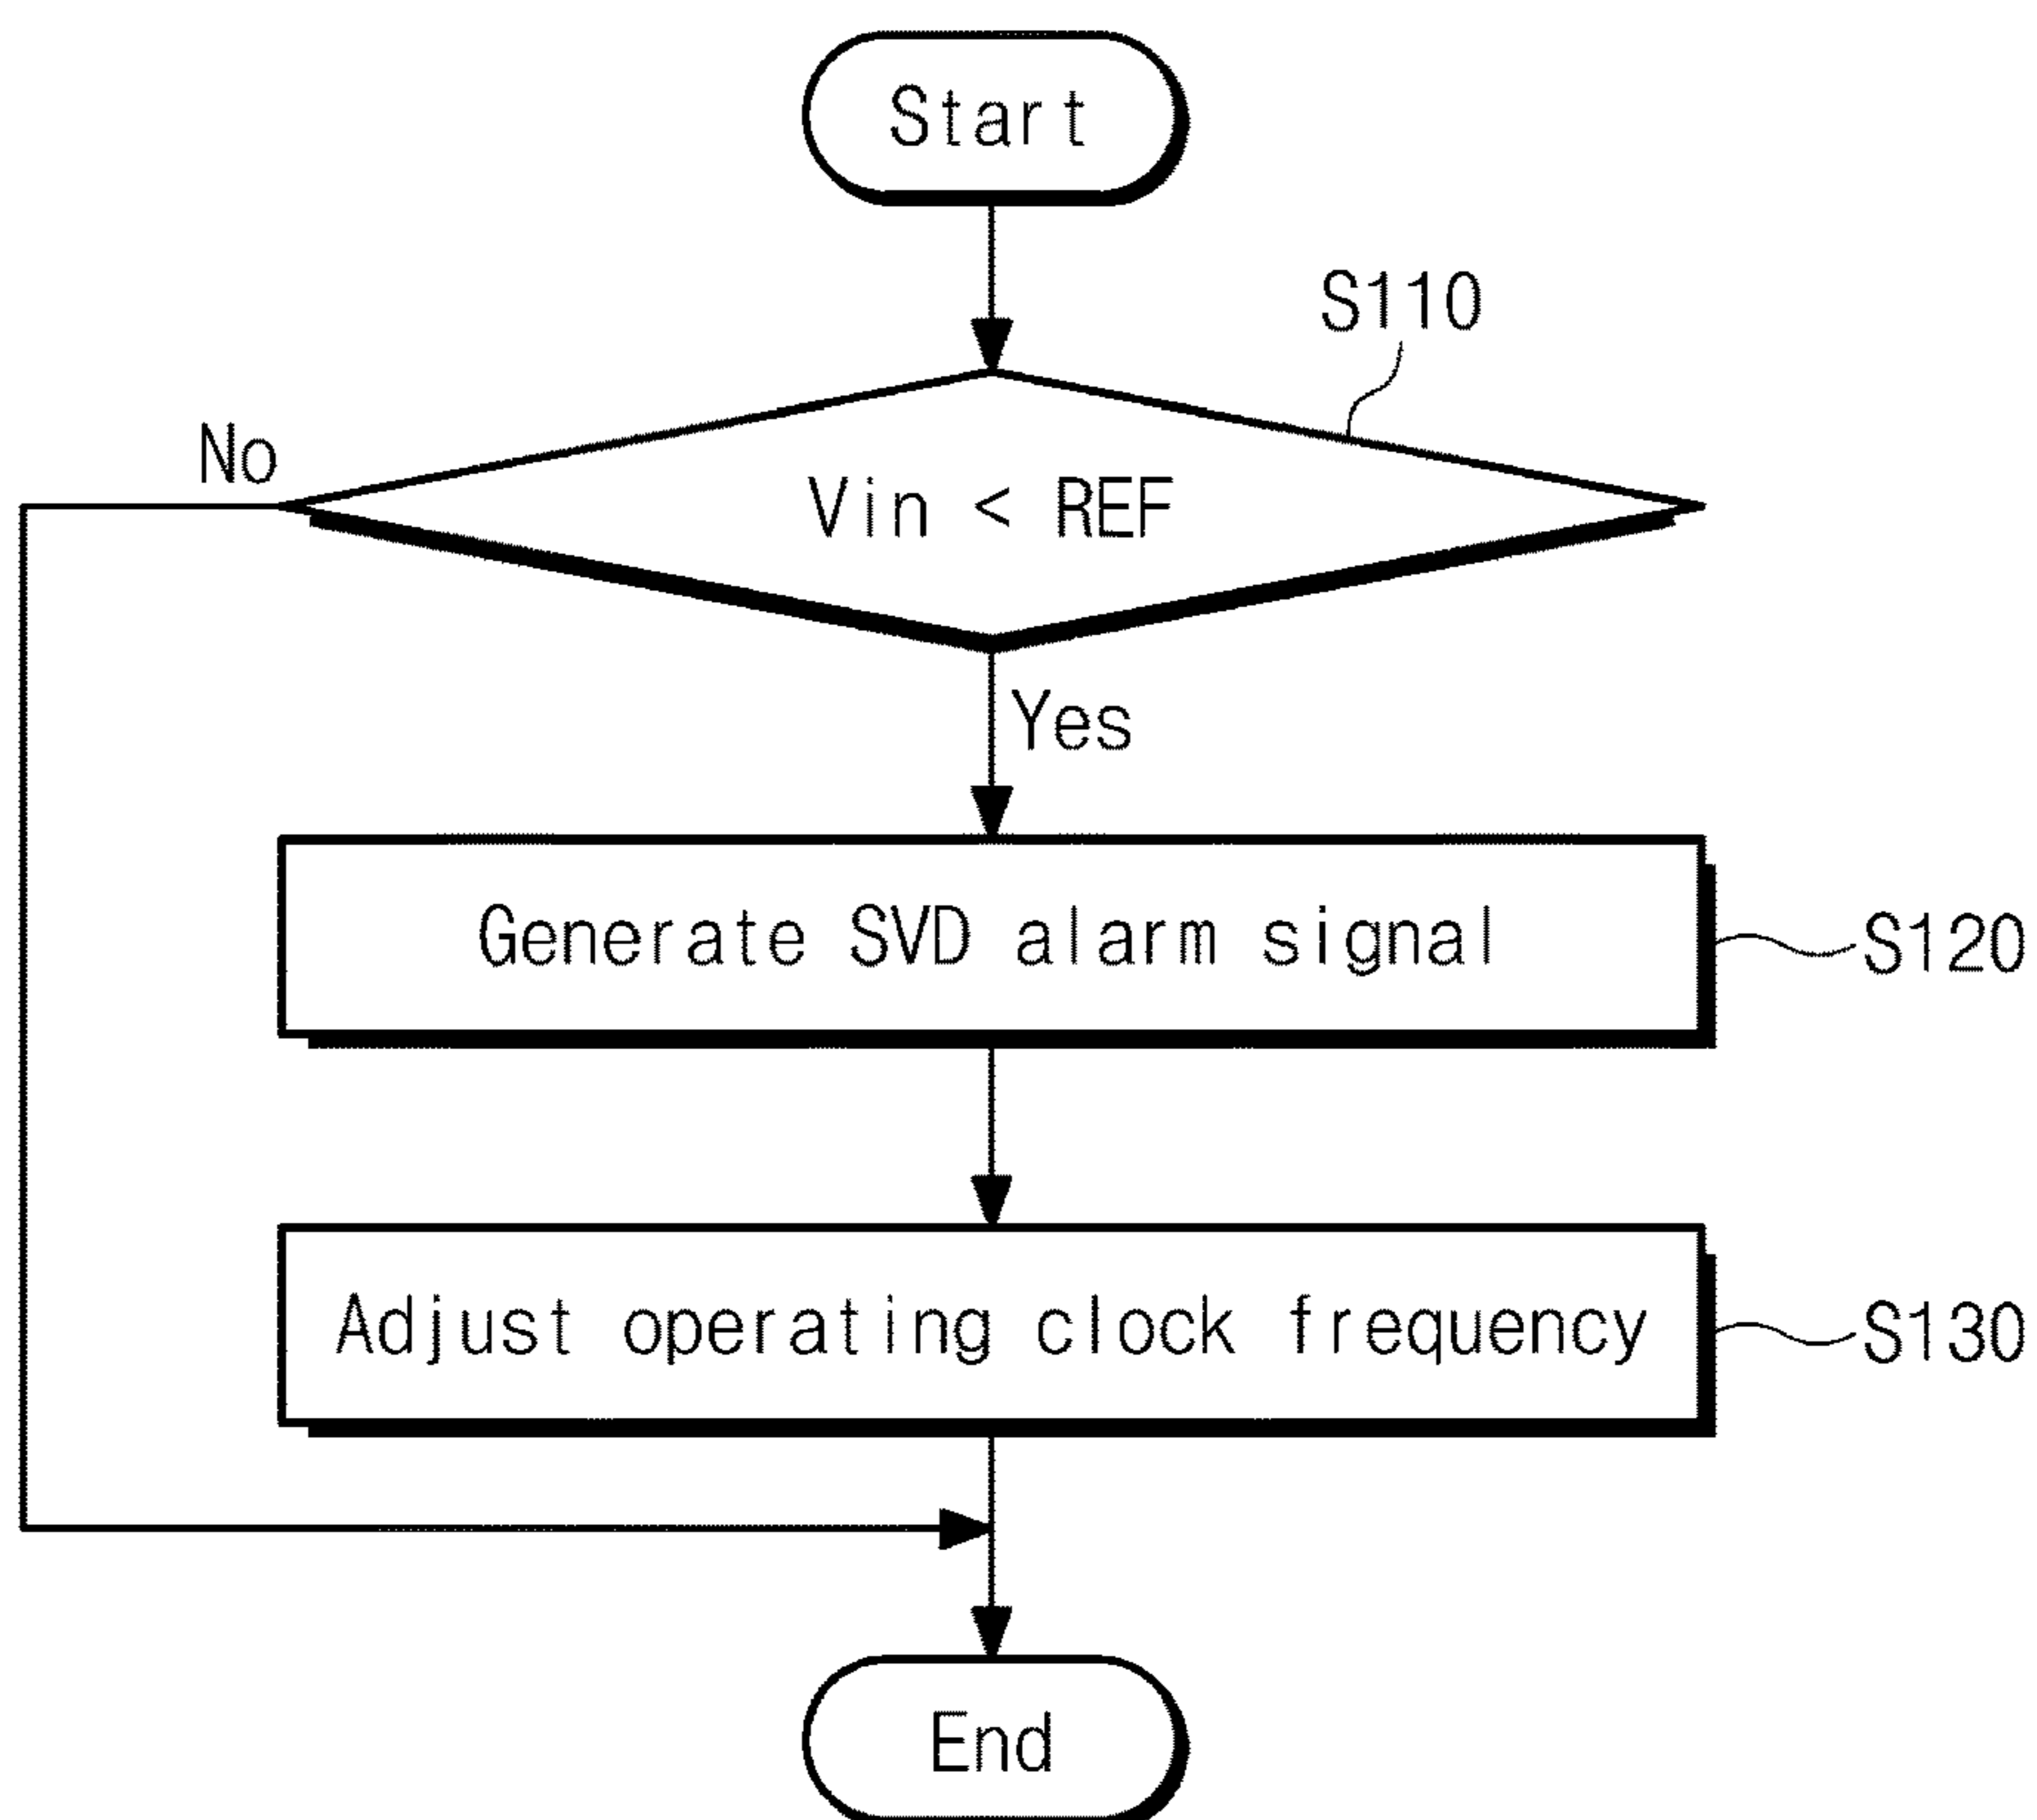 Start
S110
No
Vin < REF
Yes
Generate SVD alarm signal
S120
Adjust operating clock frequency
S130
End